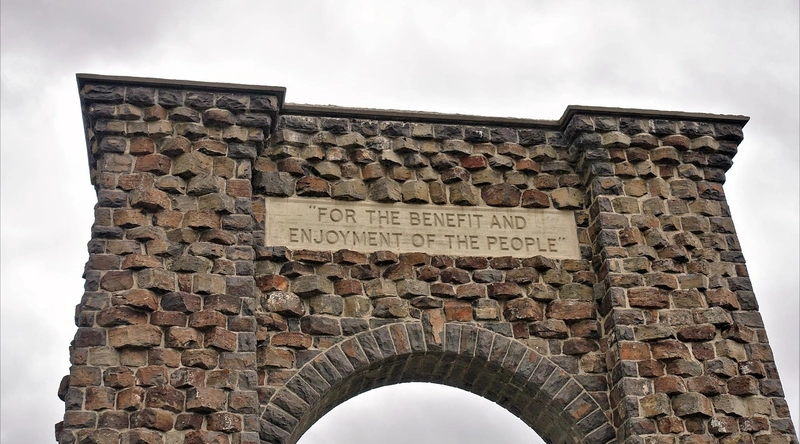 “FOR THE BENEFIT AND
ENJOYMENT OF THE PEOPLE”